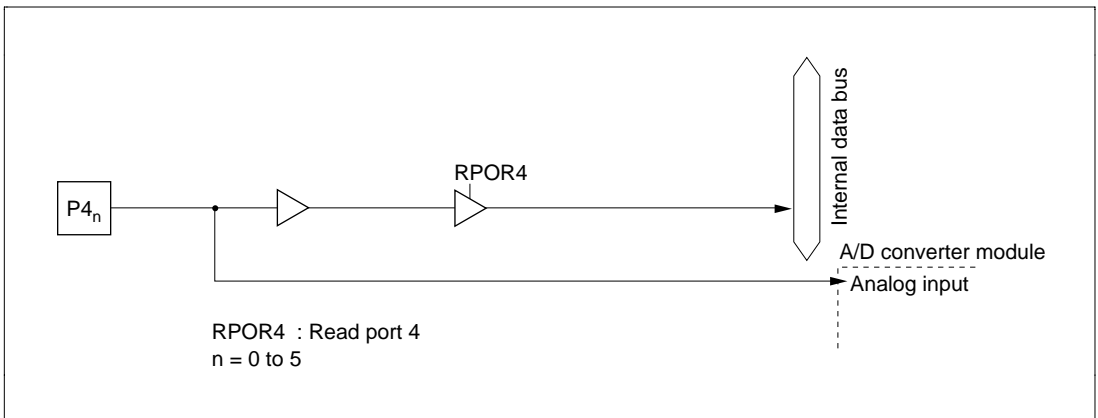 RPOR4
P4n
Internal data bus
A/D converter module
Analog input
RPOR4 : Read port 4
n = 0 to 5